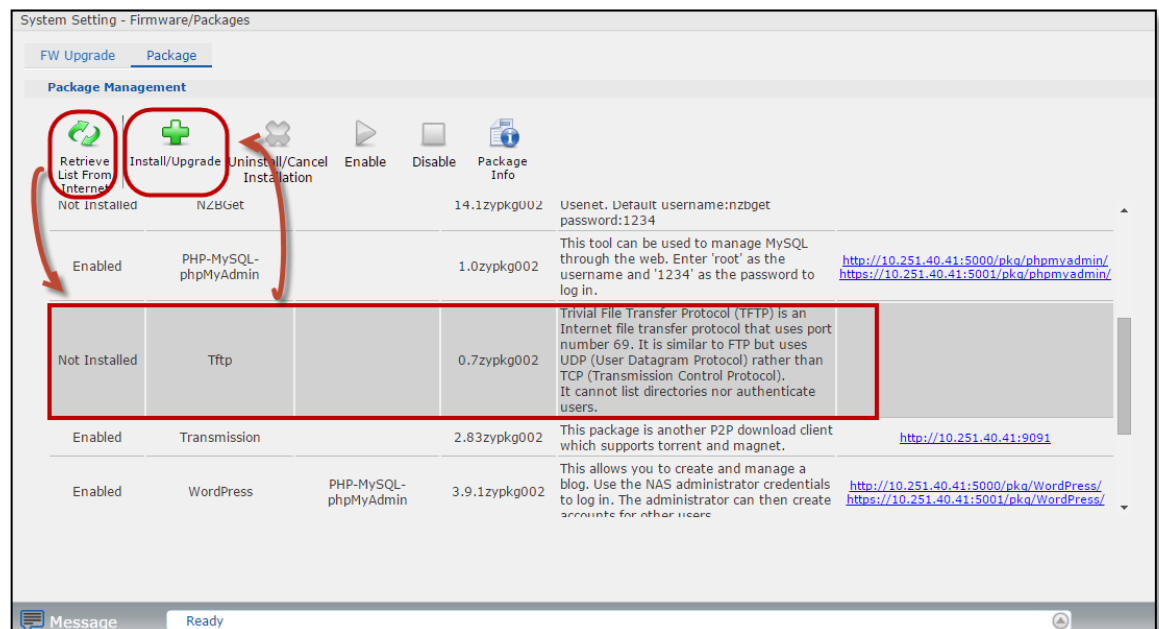 System Setting - Firmware/Packages
FW Upgrade Package
Package Management
Retrieve
List From
Internet
Install/Upgrade
Uninstall/Cancel
Installation
Enable
Disable
Package
Info
Not Installed NZBGet 14.1zypkg002 Usenet. Default username:nzbget
password:1234
Enabled
PHP-MySQL-
phpMyAdmin
1.0zypkg002
This tool can be used to manage MySQL
through the web. Enter 'root' as the
username and '1234' as the password to
log in.
http://10.251.40.41:5000/pkg/phpmyadmin/
https://10.251.40.41:5001/pkg/phpmyadmin/
Not Installed
Tftp
0.7zypkg002
Trivial File Transfer Protocol (TFTP) is an
Internet file transfer protocol that uses port
number 69. It is similar to FTP but uses
UDP (User Datagram Protocol) rather than
TCP (Transmission Control Protocol).
It cannot list directories nor authenticate
users.
Enabled
Transmission
2.83zypkg002
This package is another P2P download client
which supports torrent and magnet.
http://10.251.40.41:9091
Enabled
WordPress
PHP-MySQL-
phpMyAdmin
3.9.1zypkg002
This allows you to create and manage a
blog. Use the NAS administrator credentials
to log in. The administrator can then create
accounts for other users
http://10.251.40.41:5000/pkg/WordPress/
https://10.251.40.41:5001/pkg/WordPress/
Message Ready